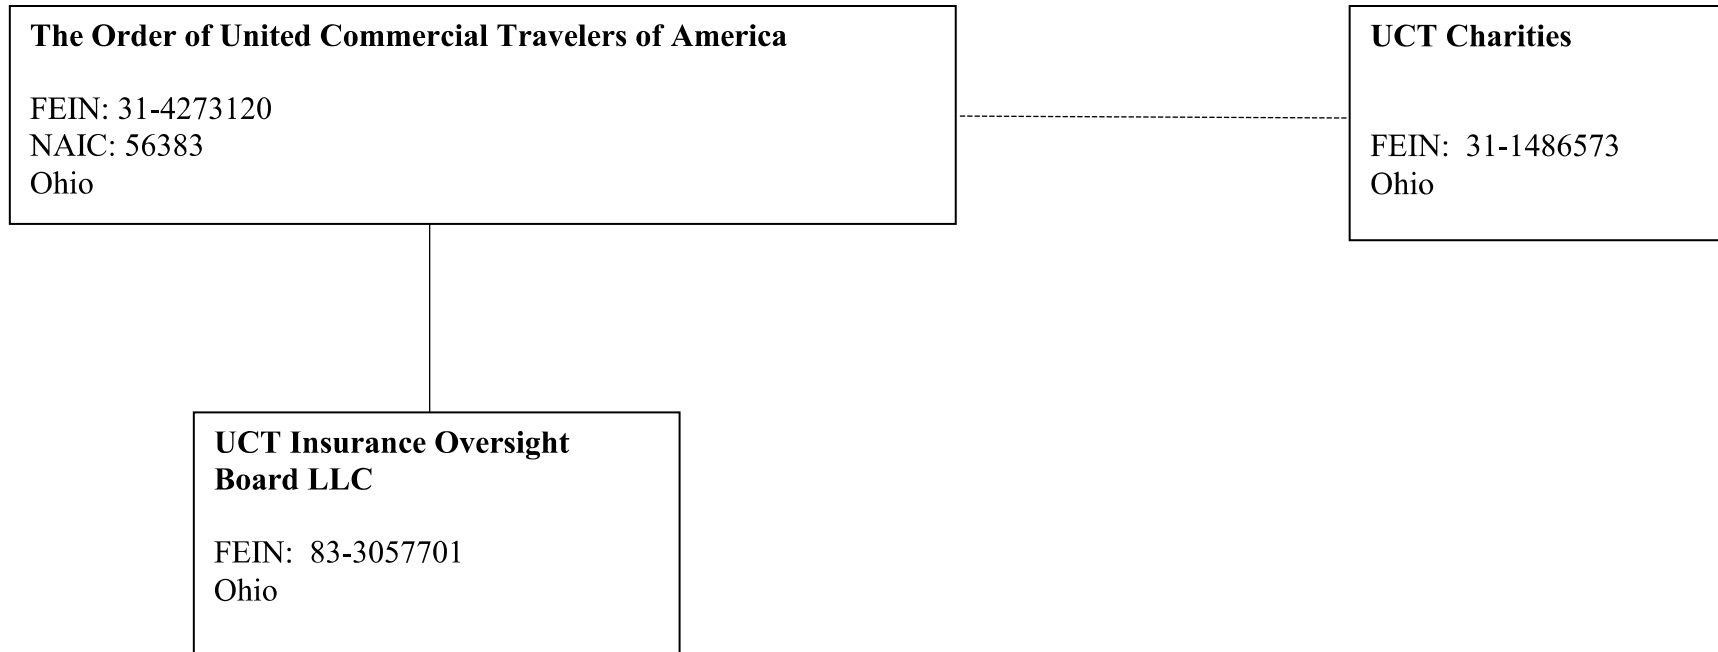 The Order of United Commercial Travelers of America
FEIN: 31-4273120
NAIC: 56383
Ohio
UCT Charities
FEIN:  31-1486573
Ohio
UCT Insurance Oversight
Board LLC
FEIN:  83-3057701
Ohio